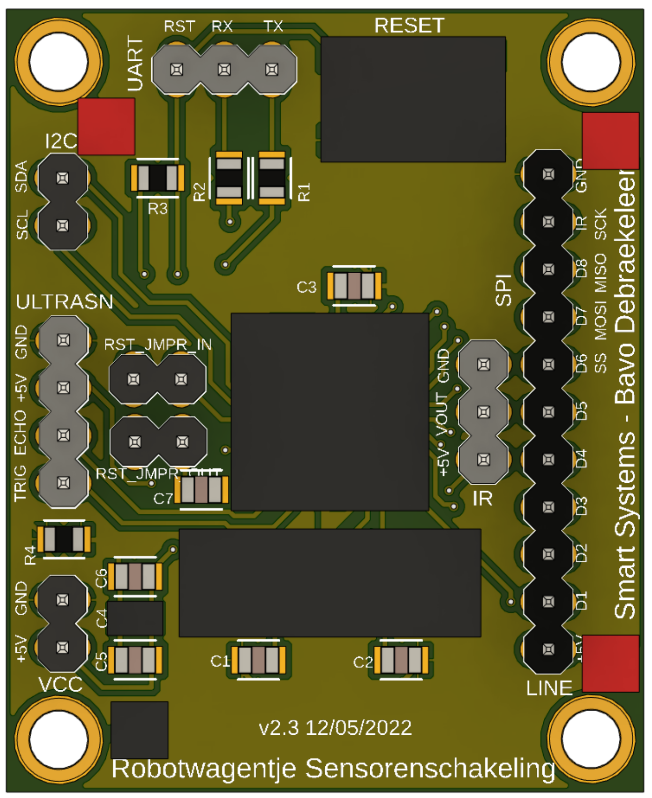 RST RX TX
UART
RESET
I2C
SDA
SCL
R3
R2
R1
GND
IR
D8
D7
D6
D5
D4
D3
D2
D1
+5V
SCK
MISO
MOSI
SS
SPI
C3
ULTRASN
GND
+5V
ECHO
TRIG
RST_JMPR_IN
RST_JMPR_OUT
C7
GND
VOUT
+5V
IR
R4
C6
C4
C5
GND
+5V
VCC
C1
C2
LINE
Smart Systems - Bavo Debraekeleer
v2.3 12/05/2022
Robotwagentje Sensorenschakeling